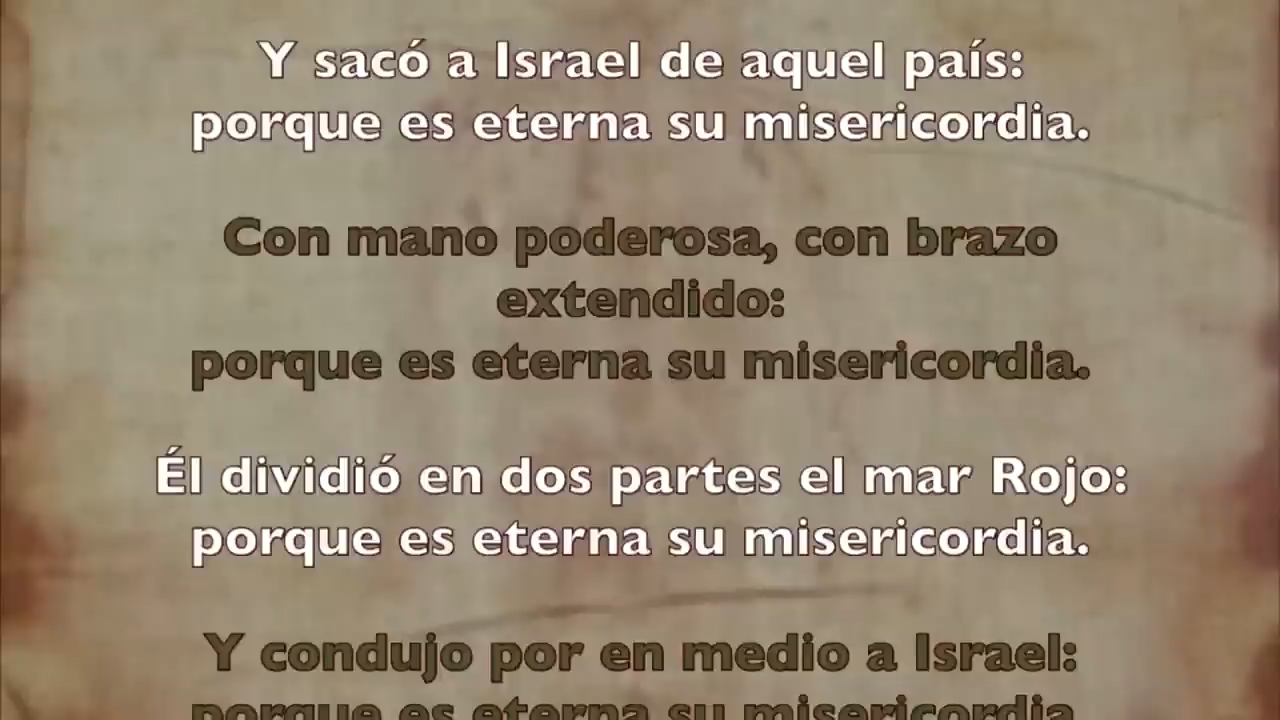 Y sacó a Israel de aquel país:
porque es eterna su misericordia.
Con mano poderosa, con brazo
extendido:
porque es eterna su misericordia.
Él dividió en dos partes el mar Rojo:
porque es eterna su misericordia.
Y condujo por en medio a Israel:
porque es eterna su misericordia